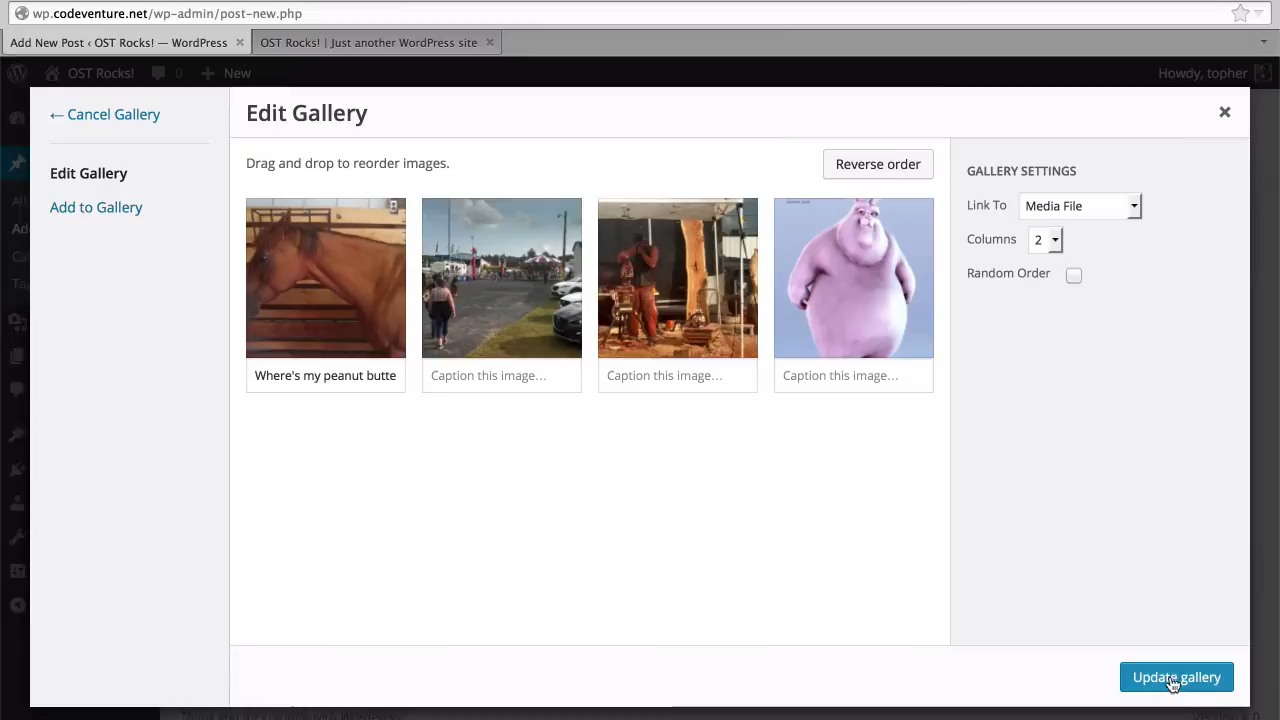 wp.codeventure.net/wp-admin/post-new.php
Add New Post ‹ OST Rocks! — WordPress
OST Rocks! | Just another WordPress site
OST Rocks! 0 + New
Howdy, topher
← Cancel Gallery
Edit Gallery
Edit Gallery
Add to Gallery
Drag and drop to reorder images.
Reverse order
Where's my peanut butte
Caption this image...
Caption this image...
Caption this image...
GALLERY SETTINGS
Link To Media File
Columns 2
Random Order
Update gallery